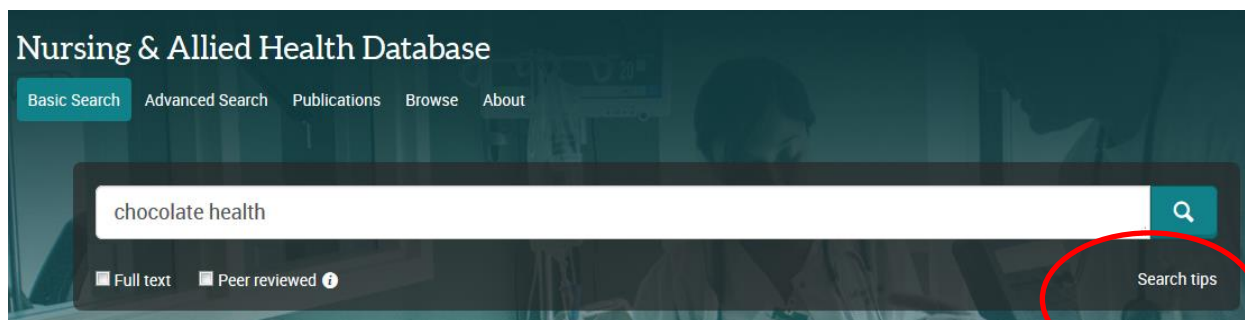 Nursing & Allied Health Database
Basic Search Advanced Search Publications Browse About
chocolate health
Full text Peer reviewed i
Search tips